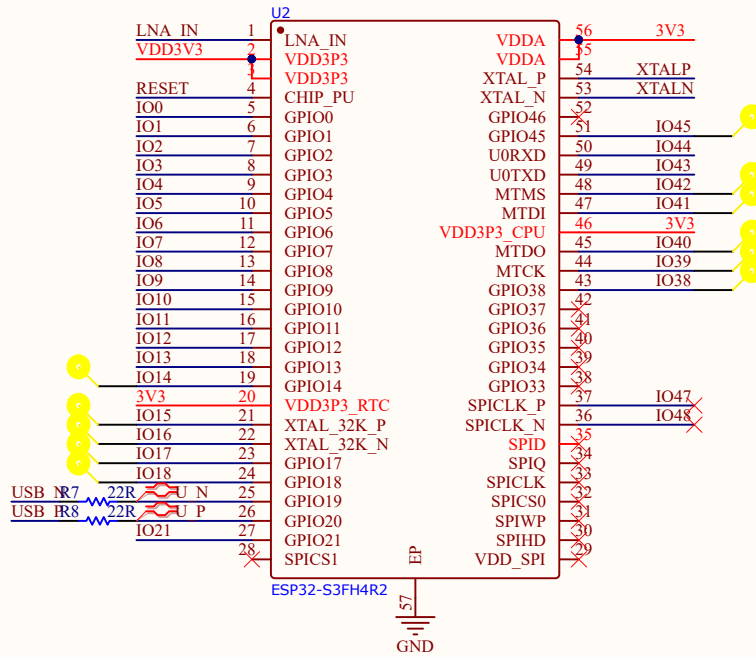 U2
LNA_IN 1 LNA_IN VDDA 56 3V3
VDD3V3 2 VDD3P3 VDDA 55
3 VDD3P3 XTAL_P 54 XTALP
RESET 4 CHIP_PU XTAL_N 53 XTALN
IO0 5 GPIO0 GPIO46 52
IO1 6 GPIO1 GPIO45 51 IO45
IO2 7 GPIO2 U0RXD 50 IO44
IO3 8 GPIO3 U0TXD 49 IO43
IO4 9 GPIO4 MTMS 48 IO42
IO5 10 GPIO5 MTDI 47 IO41
IO6 11 GPIO6 VDD3P3_CPU 46 3V3
IO7 12 GPIO7 MTDO 45 IO40
IO8 13 GPIO8 MTCK 44 IO39
IO9 14 GPIO9 GPIO38 43 IO38
IO10 15 GPIO10 GPIO37 42
IO11 16 GPIO11 GPIO36 41
IO12 17 GPIO12 GPIO35 40
IO13 18 GPIO13 GPIO34 39
IO14 19 GPIO14 GPIO33 38
3V3 20 VDD3P3_RTC SPICLK_P 37 IO47
IO15 21 XTAL_32K_P SPICLK_N 36 IO48
IO16 22 XTAL_32K_N SPID 35
IO17 23 GPIO17 SPIQ 34
IO18 24 GPIO18 SPICLK 33
USB_N R7 22R U_N 25 GPIO19 SPICS0 32
USB_P R8 22R U_P 26 GPIO20 SPIWP 31
IO21 27 GPIO21 SPIHD 30
28 SPICS1 EP VDD_SPI 29
ESP32-S3FH4R2
57
GND